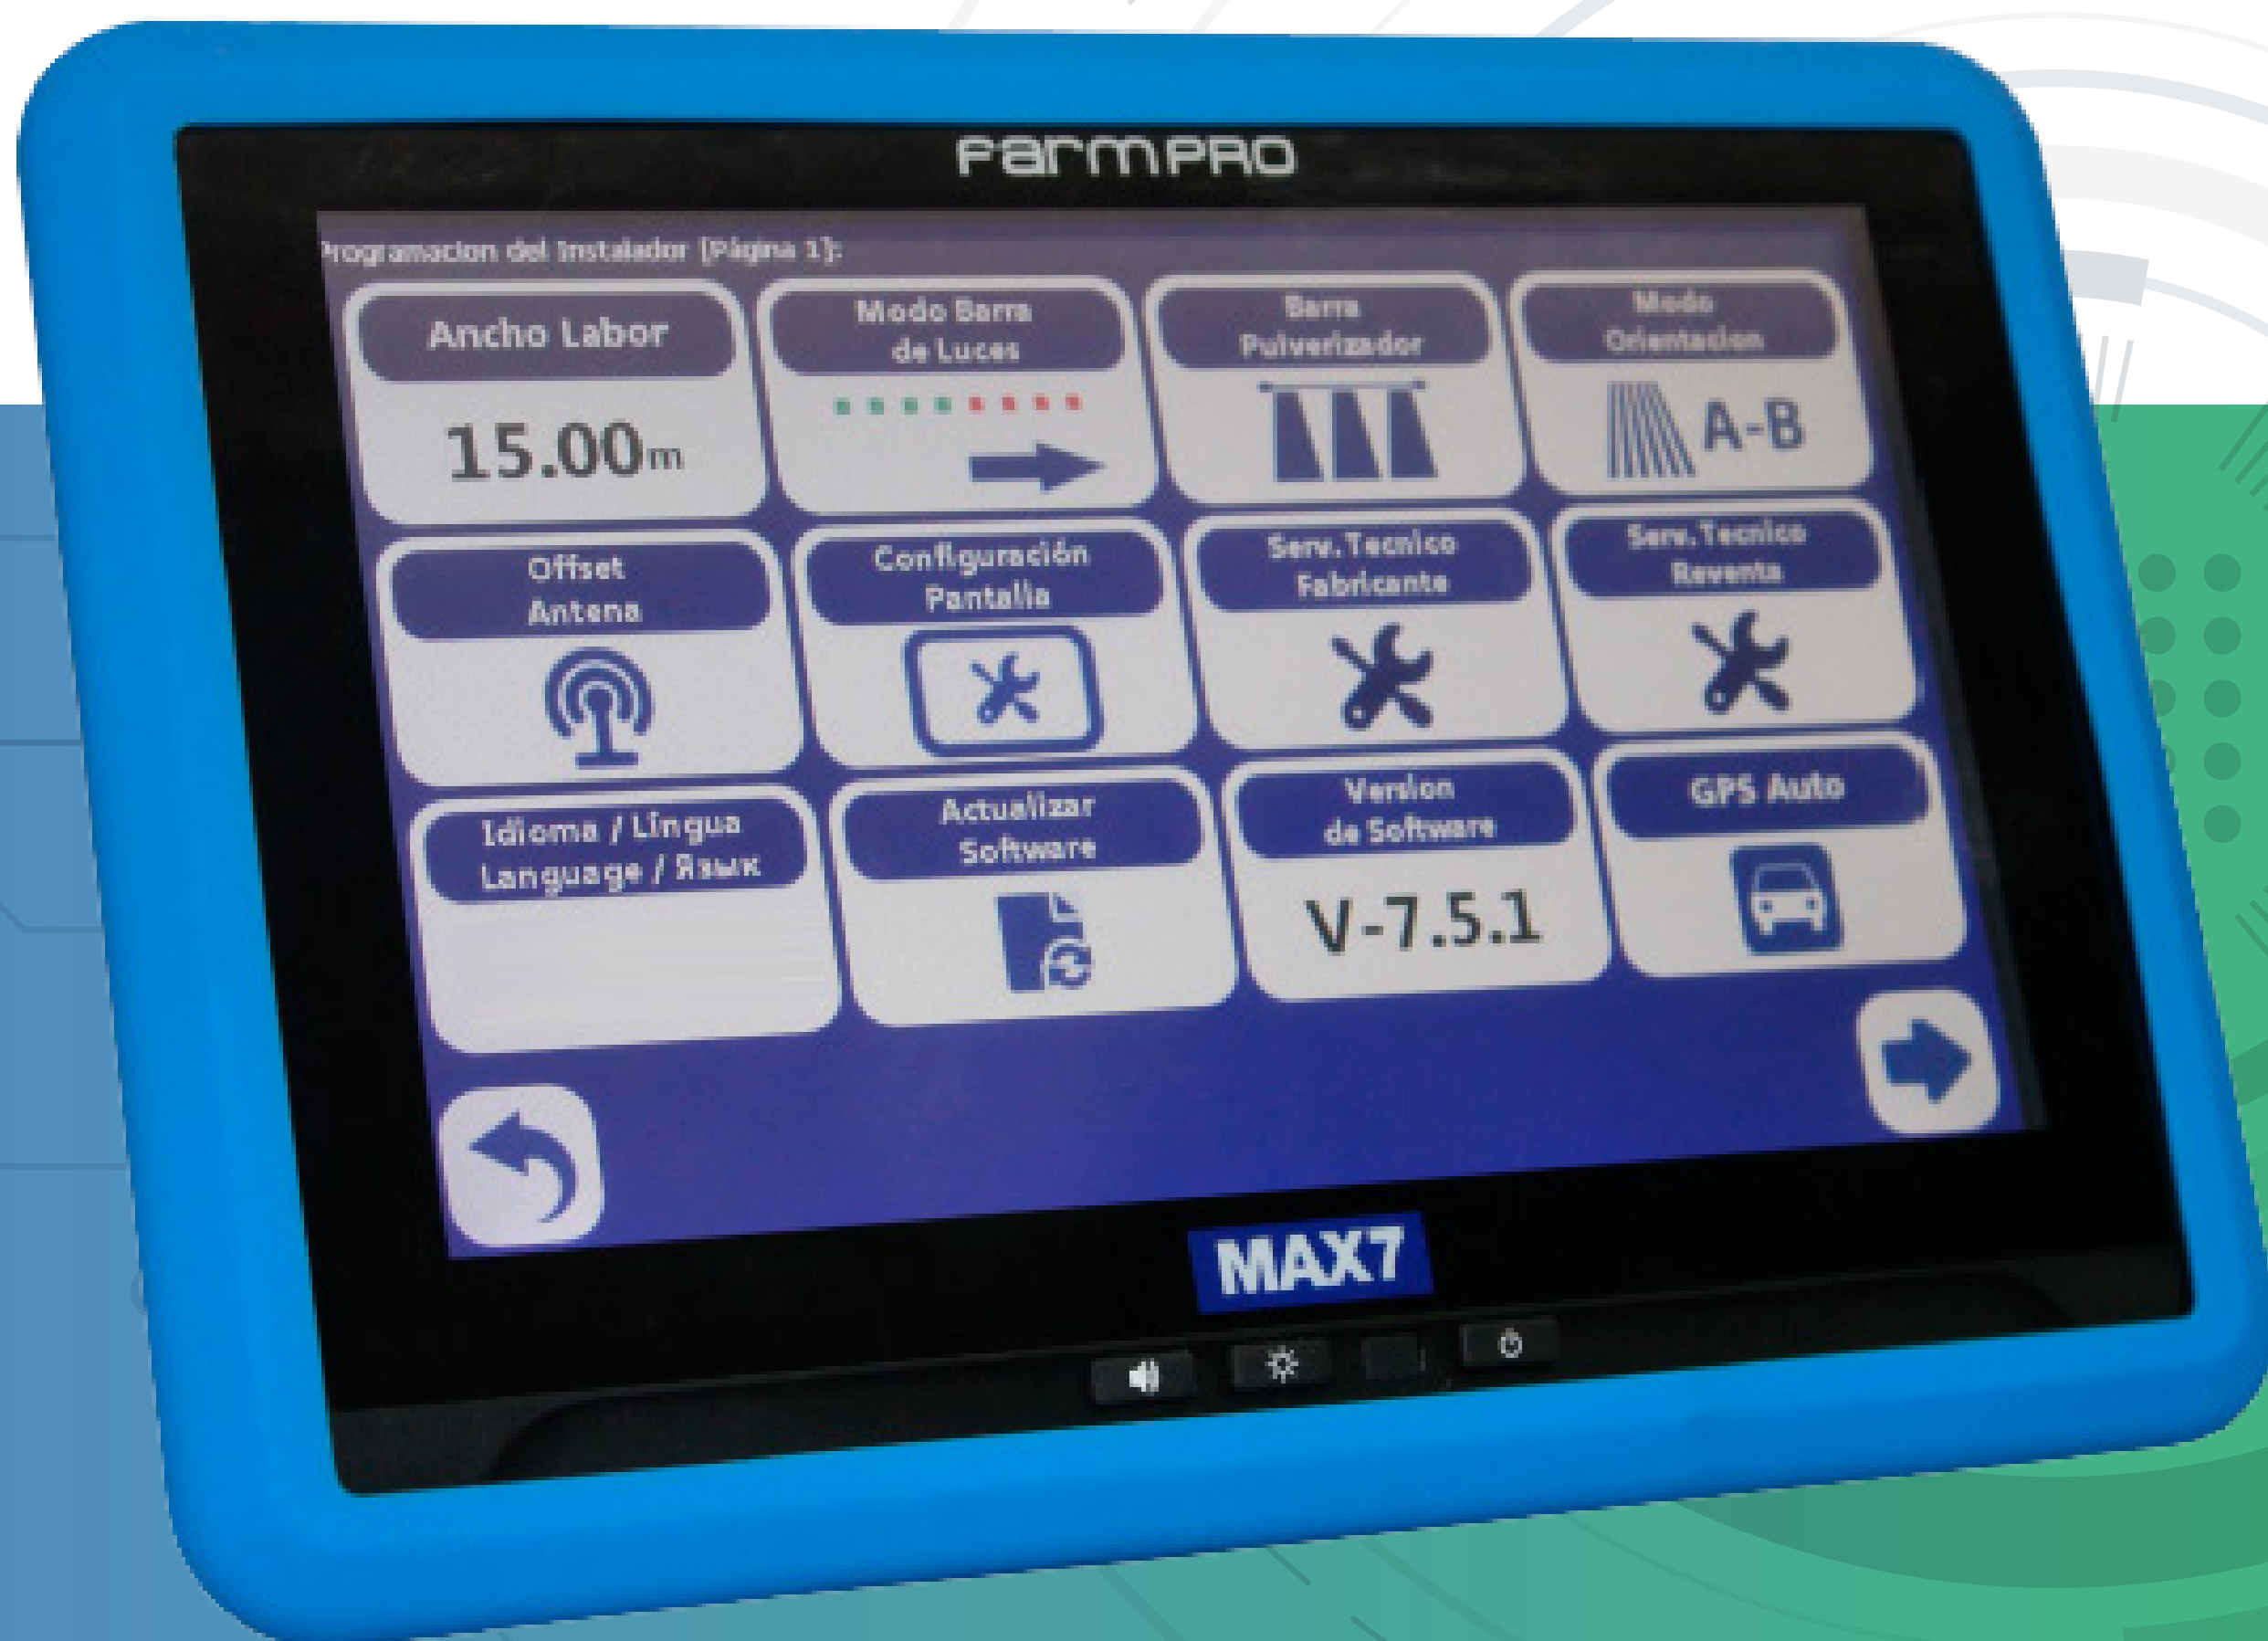 Farm PRO
Programacion del Instalador [Página 1]:
Ancho Labor
15.00m
Modo Barra
de Luces
Barra
Pulverizador
Modo
Orientacion
A-B
Offset
Antena
Configuración
Pantalla
Serv.Tecnico
Fabricante
Serv.Tecnico
Reventa
Idioma / Lingua
Language / Язык
Actualizar
Software
Version
de Software
V-7.5.1
GPS Auto
MAX7